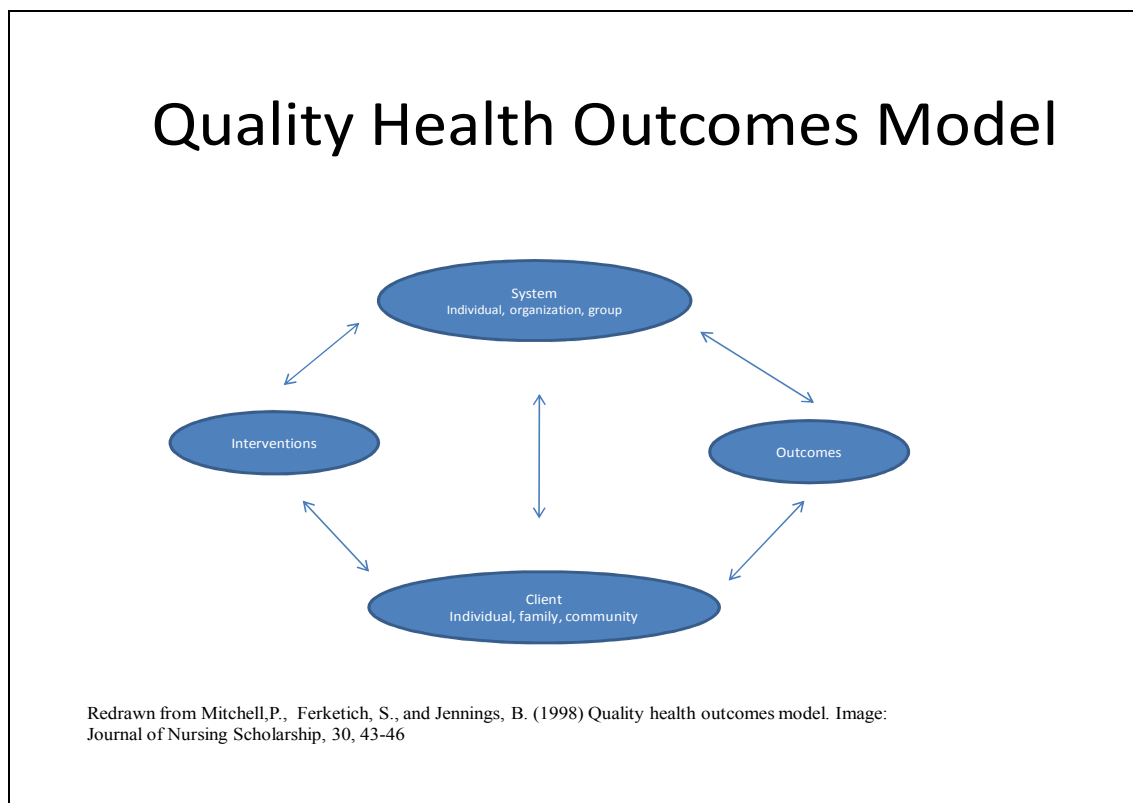 Quality Health Outcomes Model
System
Individual, organization, group
Interventions
Outcomes
Client
Individual, family, community
Redrawn from Mitchell,P., Ferketich, S., and Jennings, B. (1998) Quality health outcomes model. Image:
Journal of Nursing Scholarship, 30, 43-46